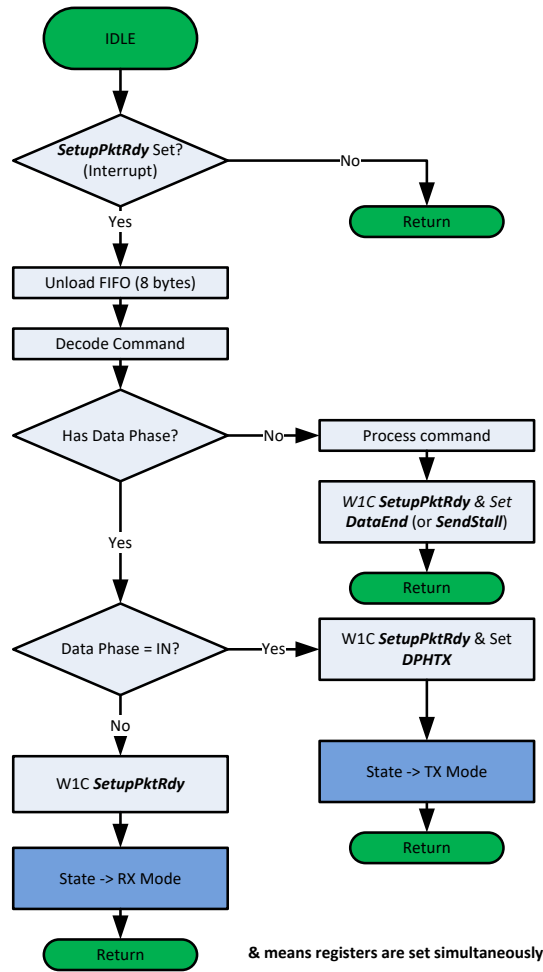 IDLE
SetupPktRdy Set?
(Interrupt)
No
Return
Yes
Unload FIFO (8 bytes)
Decode Command
Has Data Phase?
No
Process command
W1C SetupPktRdy & Set
DataEnd (or SendStall)
Return
Yes
Data Phase = IN?
Yes
W1C SetupPktRdy & Set
DPHTX
No
W1C SetupPktRdy
State -> TX Mode
Return
State -> RX Mode
Return
& means registers are set simultaneously